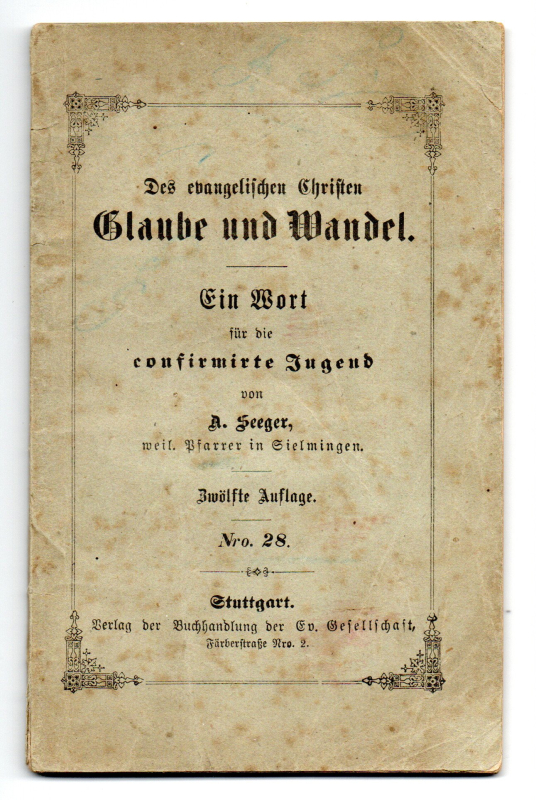 Des evangelischen Christen
Glaube und Wandel.
Ein Wort
für die
confirmirte Jugend
von
A. Seeger,
weil. Pfarrer in Sielmingen.
Zwölfte Auflage.
Nro. 28.
Stuttgart.
Verlag der Buchhandlung der Ev. Gesellschaft,
Färberstraße Nro. 2.